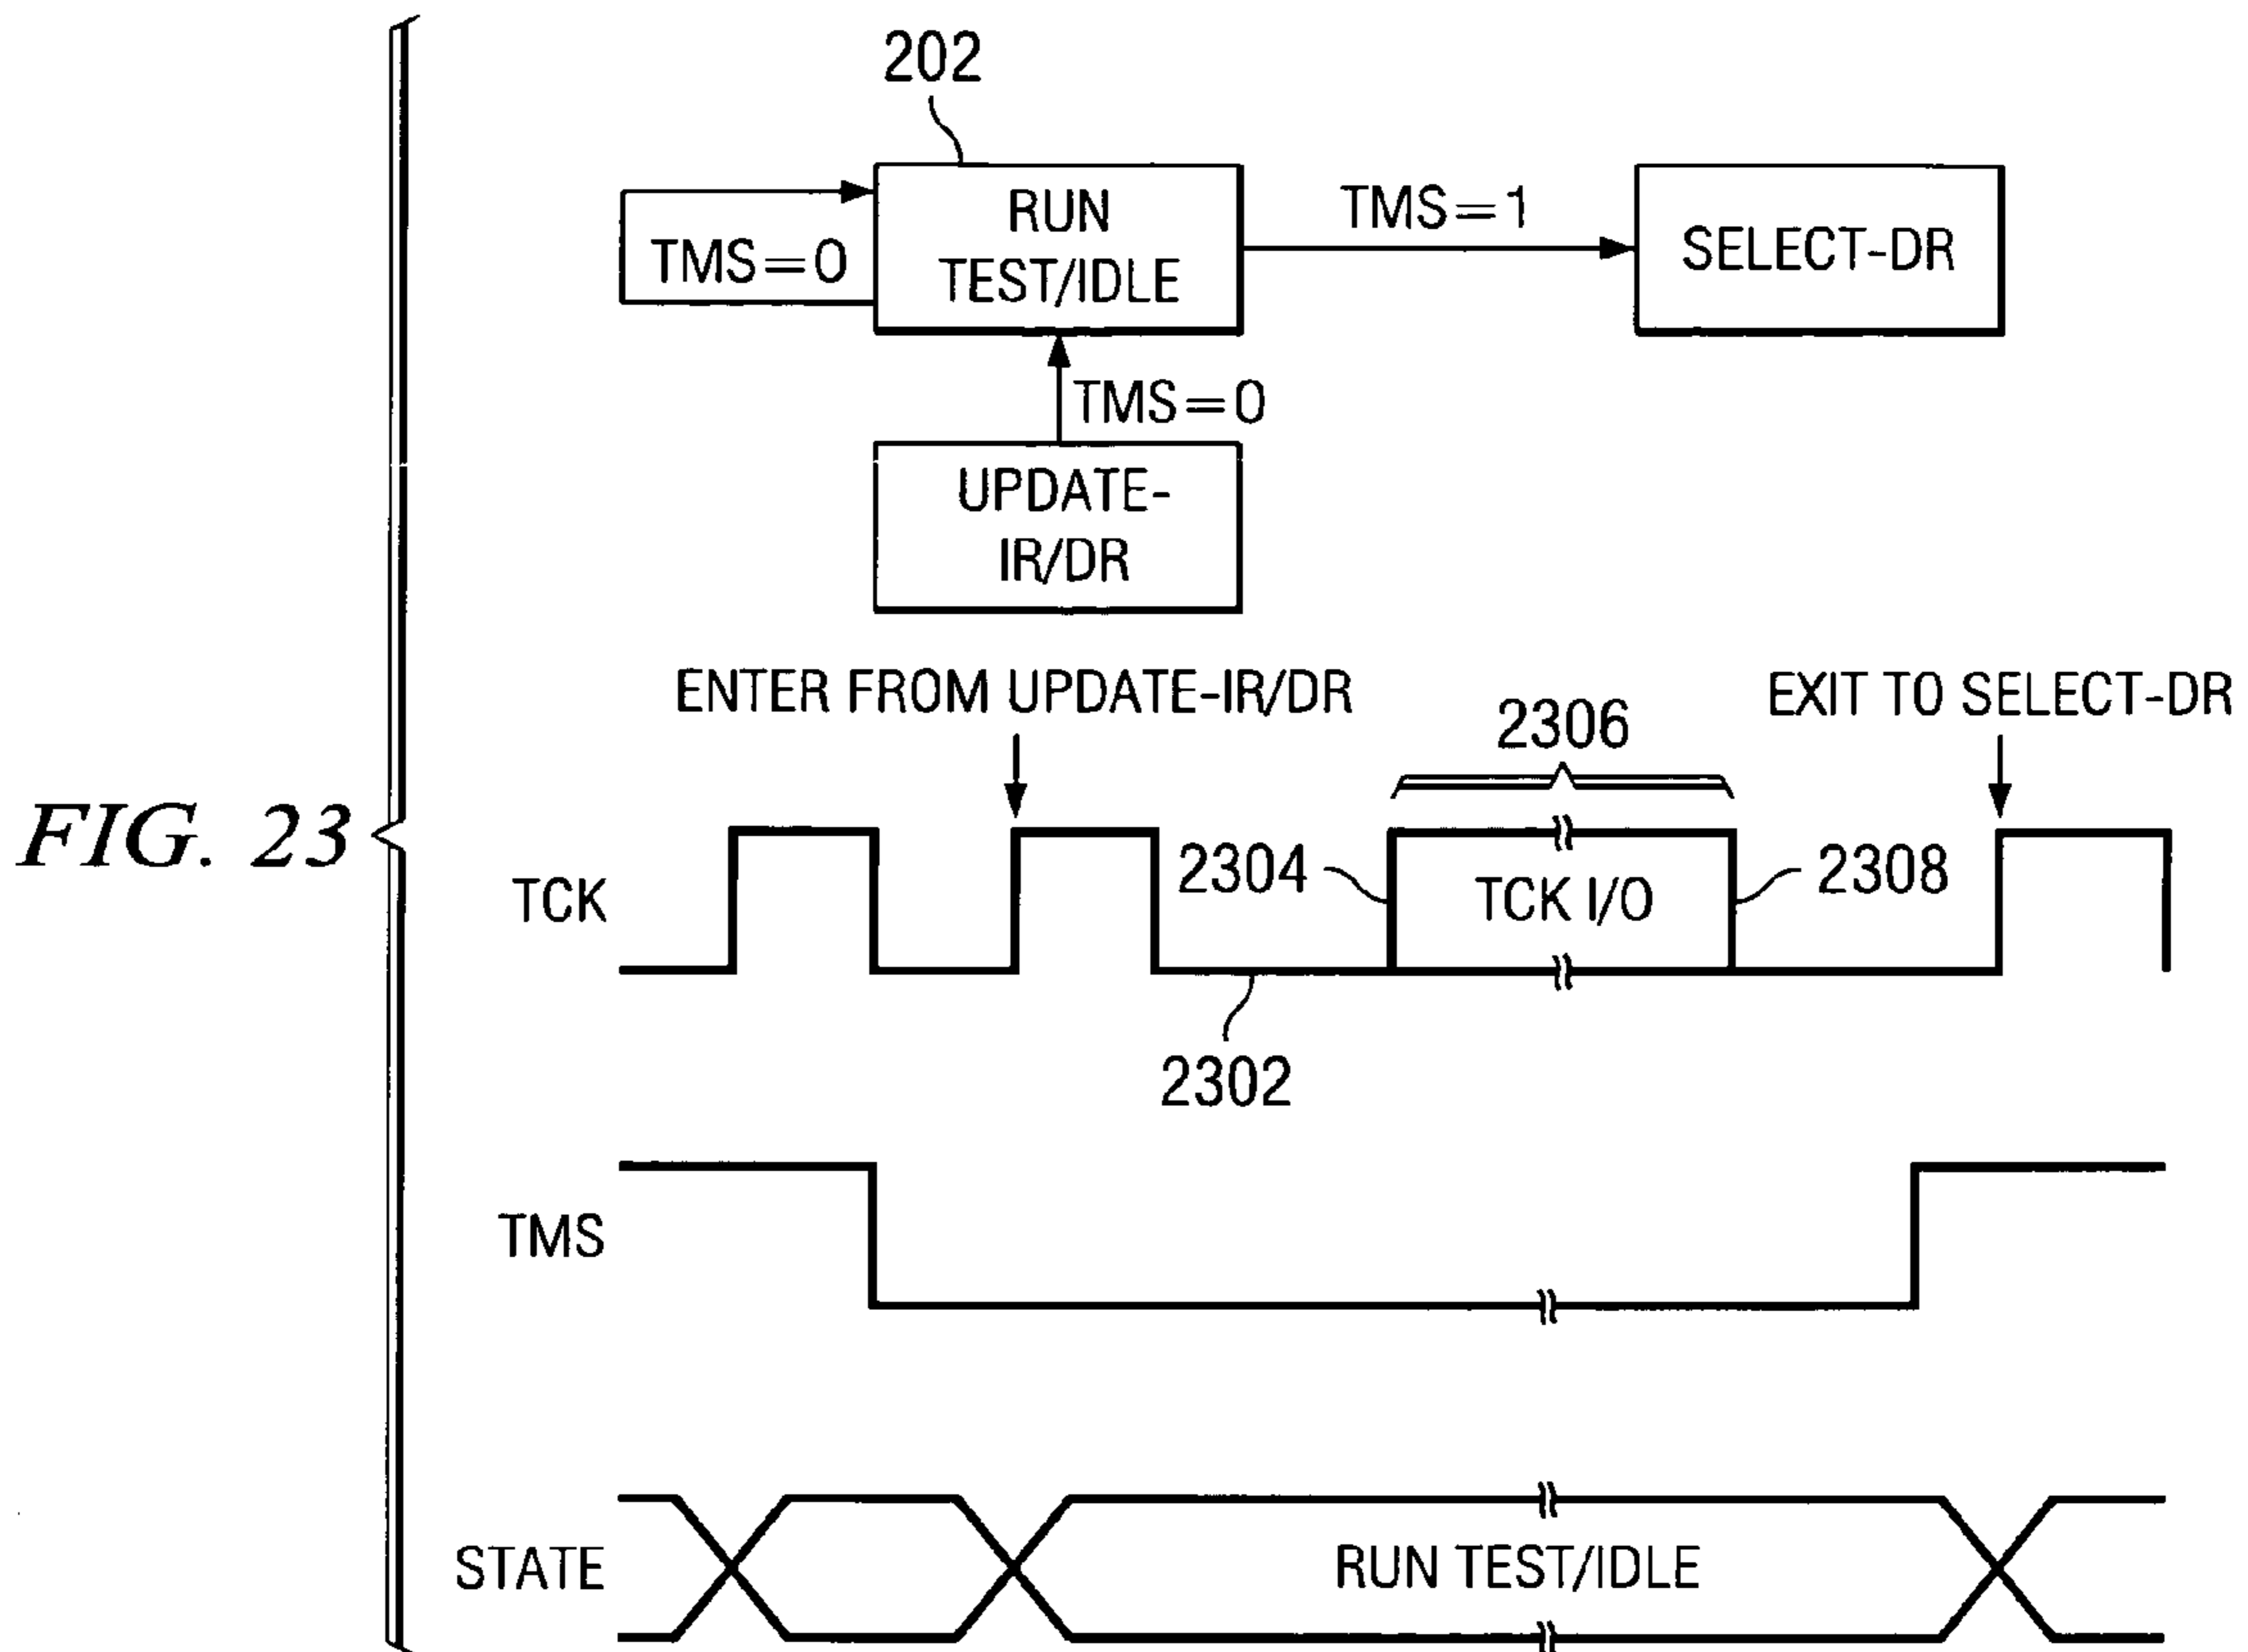 202
RUN
TEST/IDLE
TMS=0
TMS=1
SELECT-DR
TMS=0
UPDATE-
IR/DR
ENTER FROM UPDATE-IR/DR
2306
EXIT TO SELECT-DR
FIG. 23
TCK
2304
TCK I/O
2308
2302
TMS
STATE
RUN TEST/IDLE